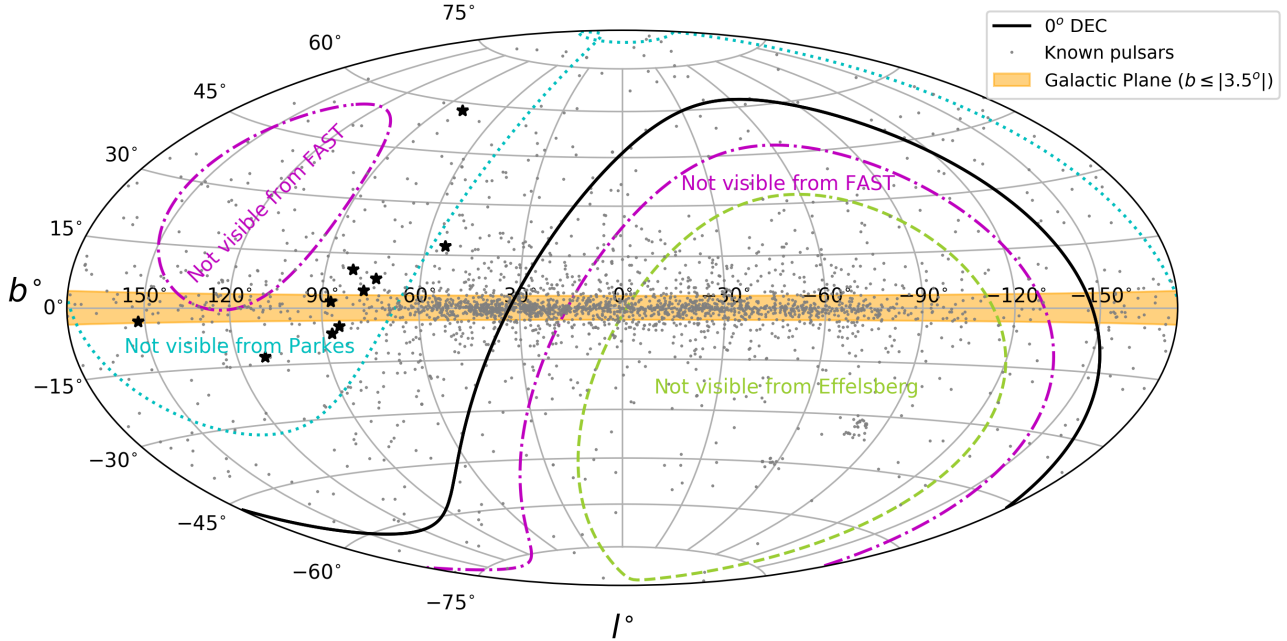 75°
60°
45°
30°
15°
0°
−15°
−30°
−45°
−60°
−75°
b°
l°
150° 120° 90° 60° 30° 0° −30° −60° −90° −120° −150°
Not visible from FAST
Not visible from FAST
Not visible from Parkes
Not visible from Effelsberg
0° DEC
Known pulsars
Galactic Plane (b ≤ |3.5°|)